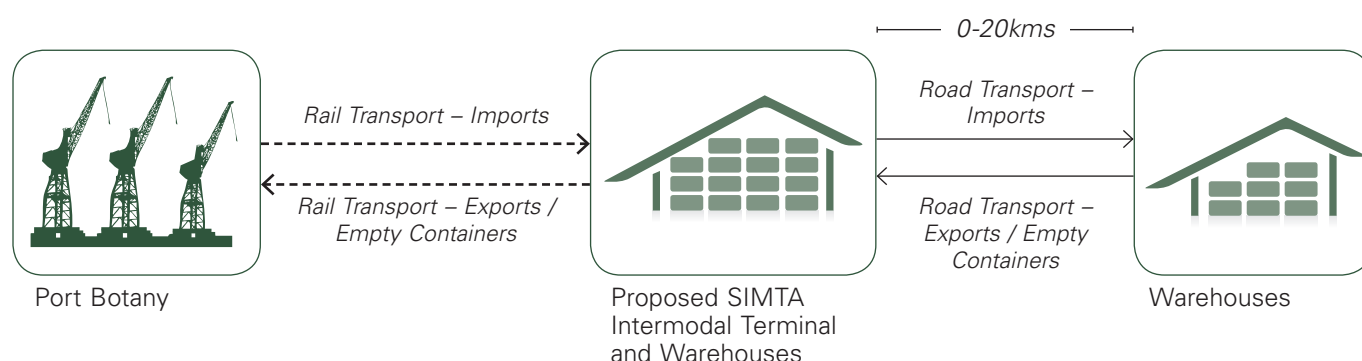 0-20kms
Rail Transport – Imports
Rail Transport – Exports /
Empty Containers
Road Transport –
Imports
Road Transport –
Exports / Empty
Containers
Port Botany
Proposed SIMTA
Intermodal Terminal
and Warehouses
Warehouses